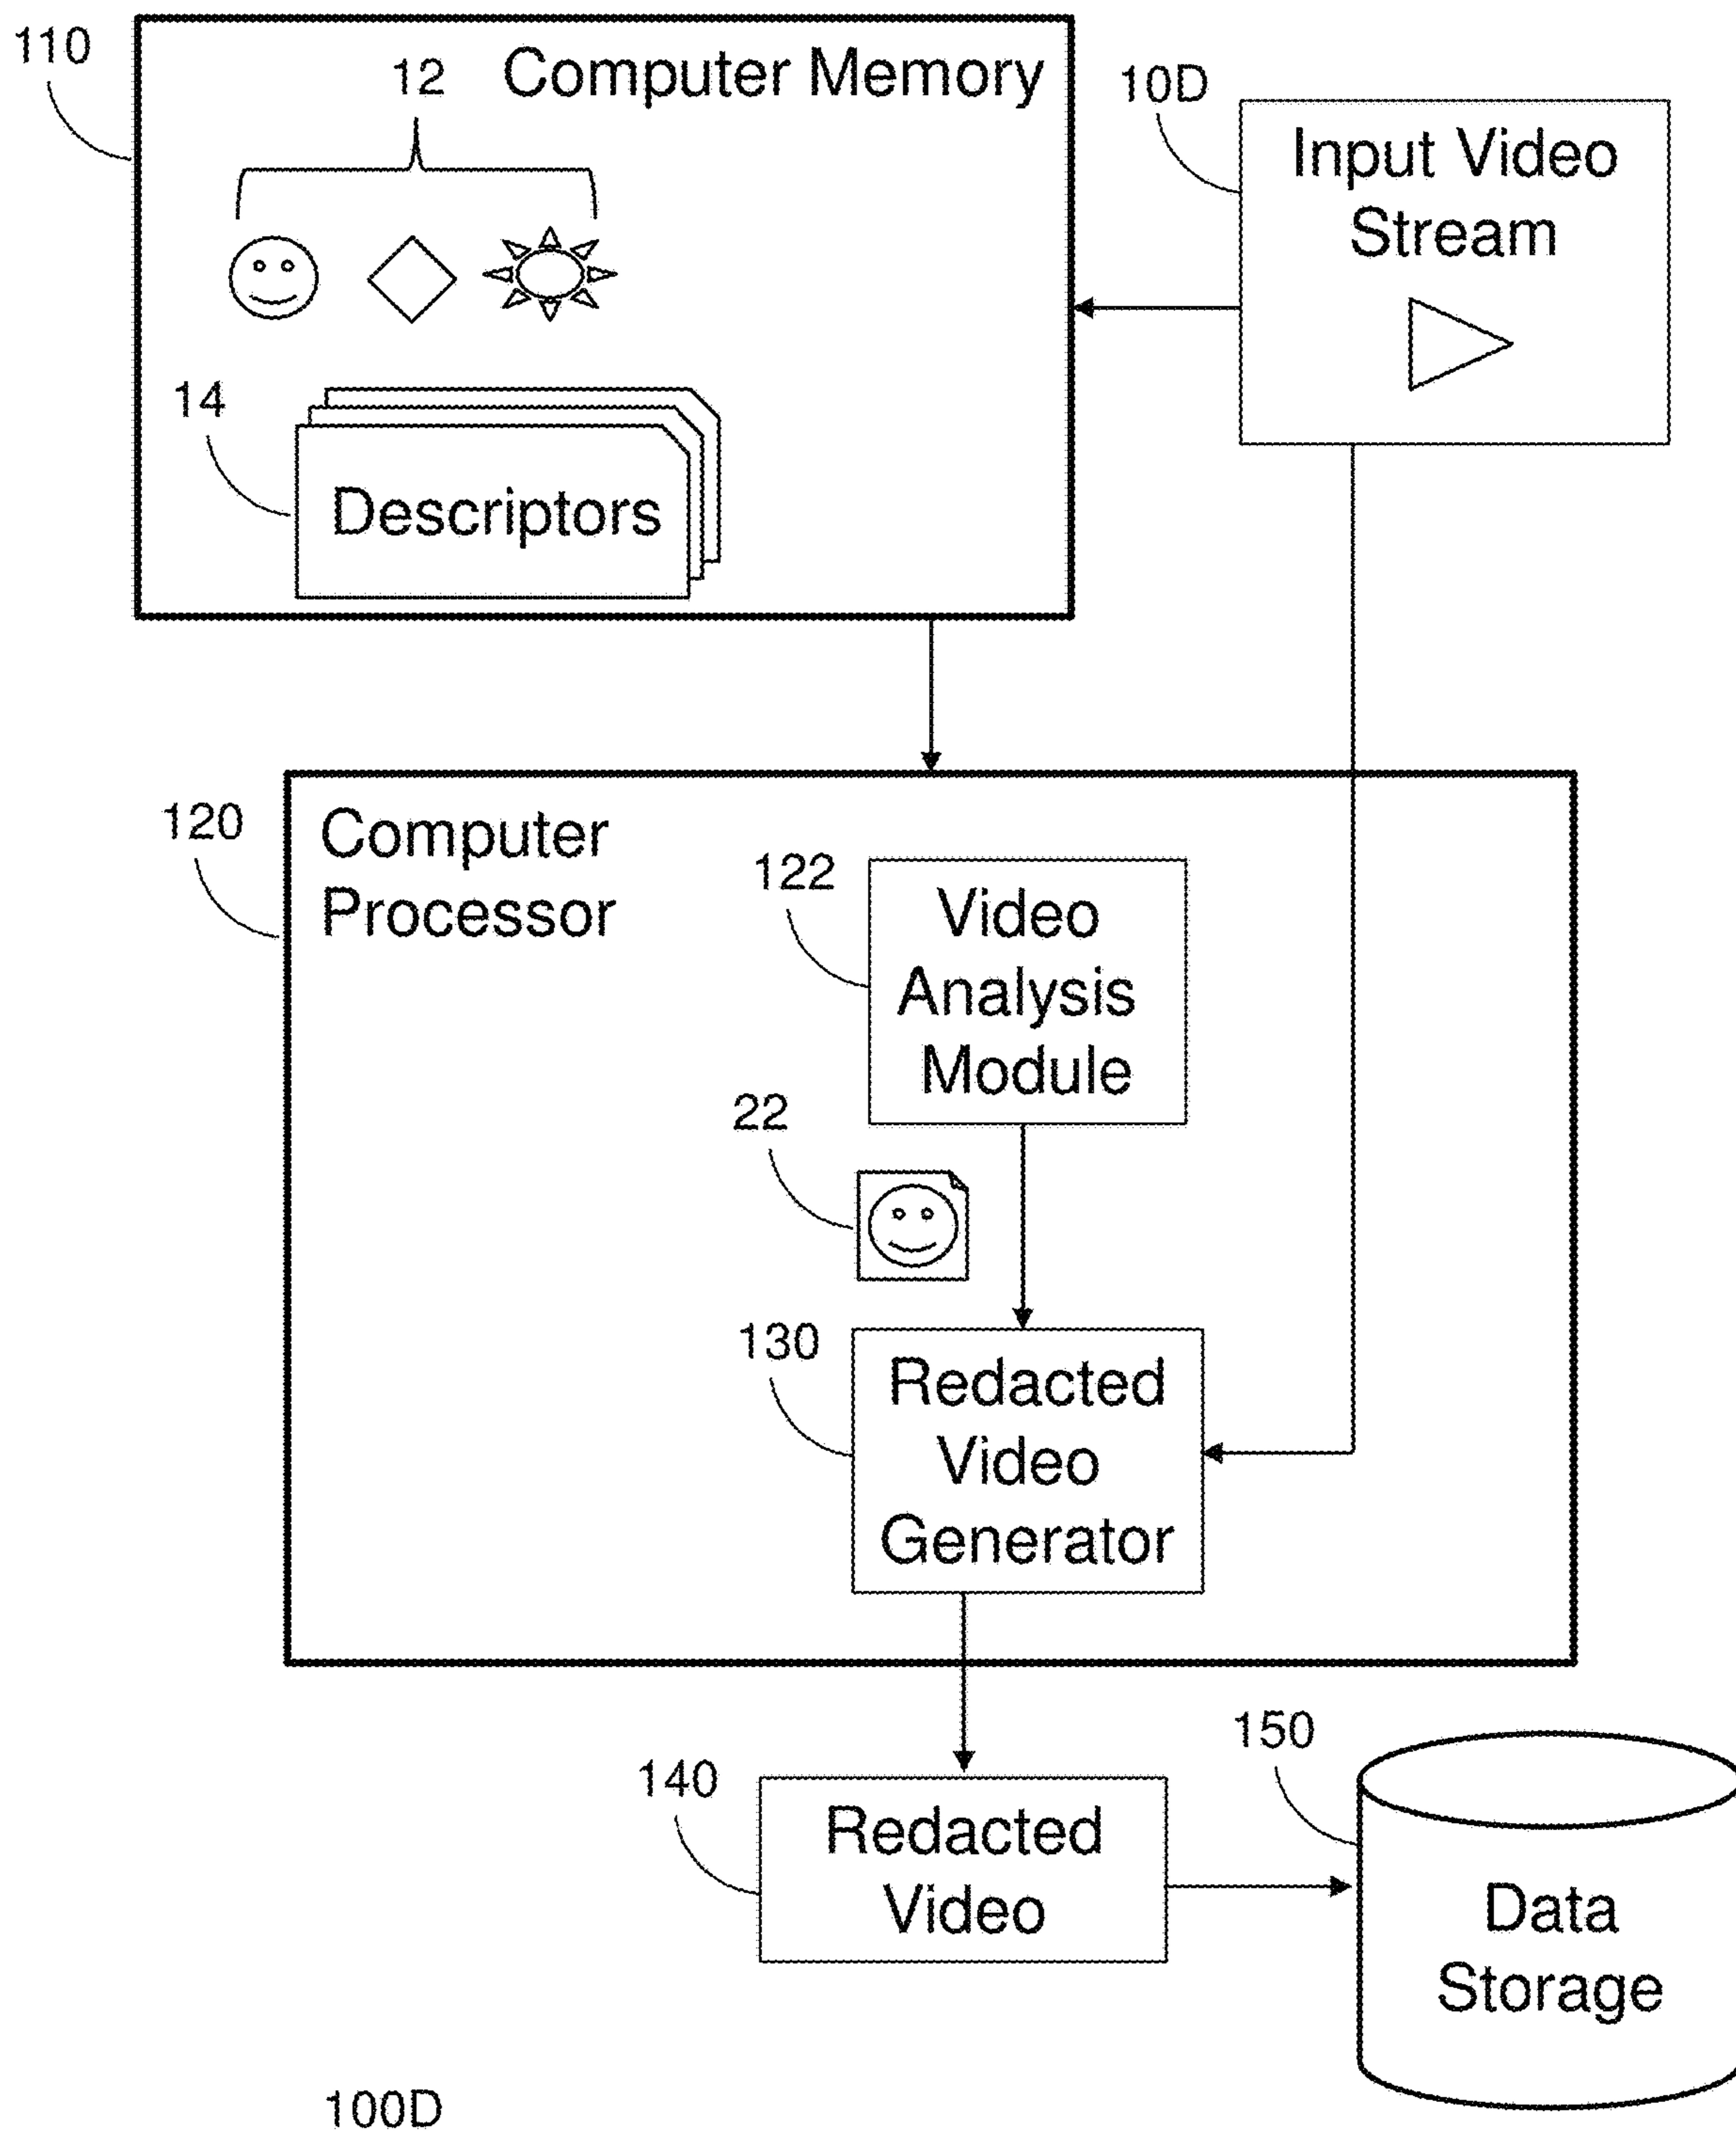 110
12
Computer Memory
10D
Input Video
Stream
14
Descriptors
120
Computer
Processor
122
Video
Analysis
Module
22
130
Redacted
Video
Generator
140
Redacted
Video
150
Data
Storage
100D